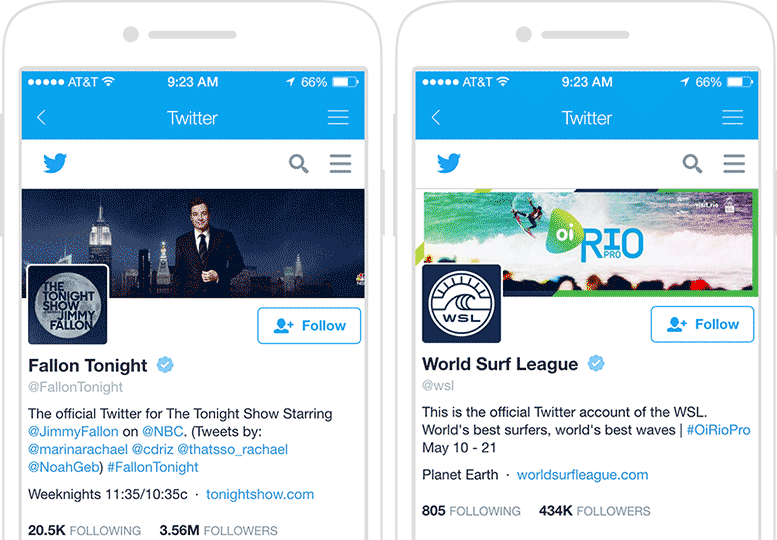 AT&T 9:23 AM 66%
Twitter
THE
TONIGHT
SHOW
STARRING
JIMMY
FALLON
Follow
Fallon Tonight
@FallonTonight
The official Twitter for The Tonight Show Starring
@JimmyFallon on @NBC. (Tweets by:
@marinarachael @cdriz @thatsso_rachael
@NoahGeb) #FallonTonight
Weeknights 11:35/10:35c · tonightshow.com
20.5K FOLLOWING 3.56M FOLLOWERS
AT&T 9:23 AM 66%
Twitter
visit.rio
oi RIO
PRO
WSL
Follow
World Surf League
@wsl
This is the official Twitter account of the WSL.
World's best surfers, world's best waves | #OiRioPro
May 10 - 21
Planet Earth · worldsurfleague.com
805 FOLLOWING 434K FOLLOWERS